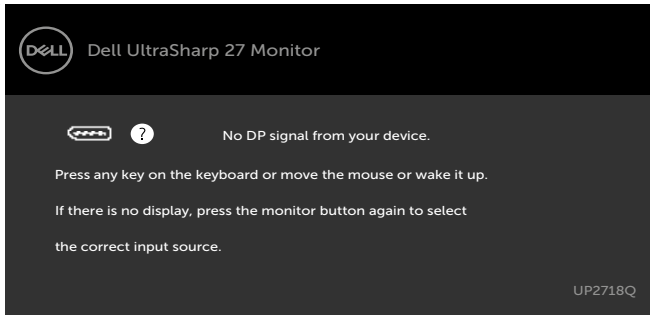 DELL
Dell UltraSharp 27 Monitor
? No DP signal from your device.
Press any key on the keyboard or move the mouse or wake it up.
If there is no display, press the monitor button again to select
the correct input source.
UP2718Q